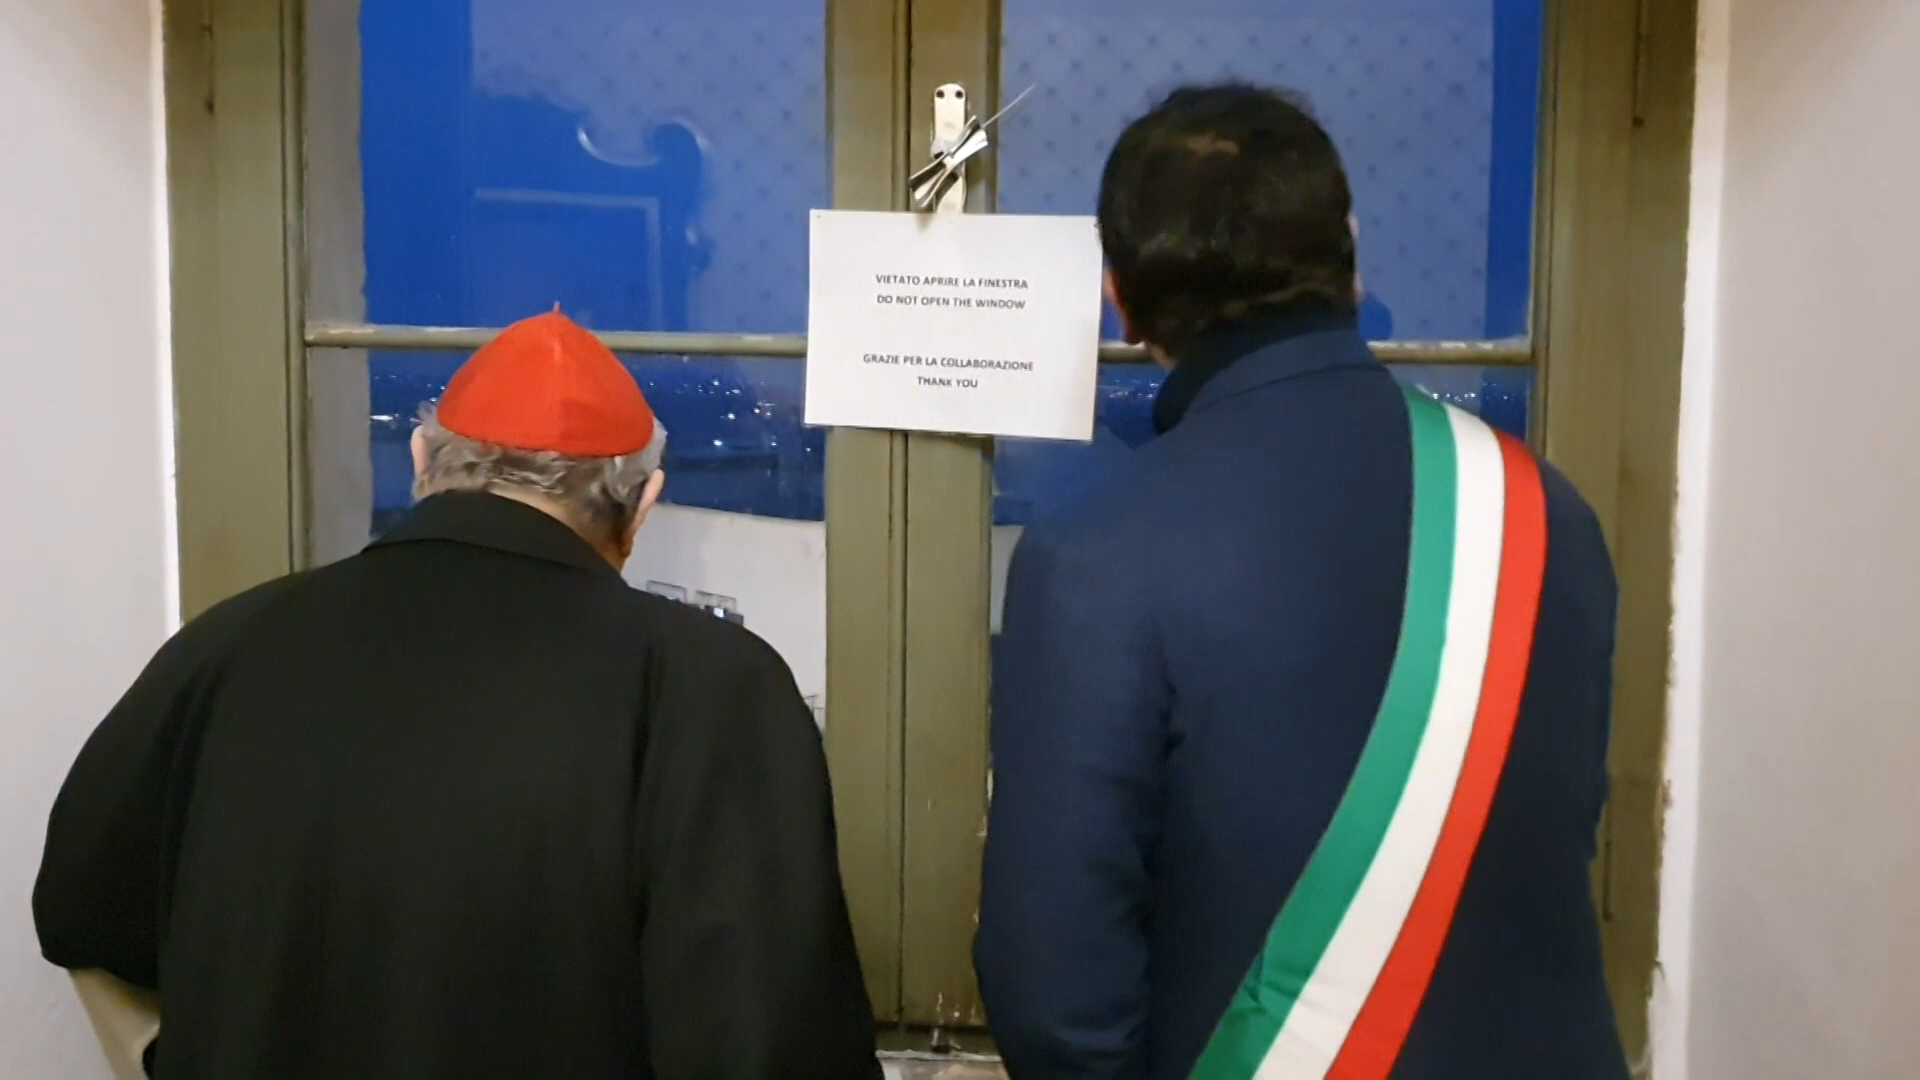 VIETATO APRIRE LA FINESTRA
DO NOT OPEN THE WINDOW
GRAZIE PER LA COLLABORAZIONE
THANK YOU